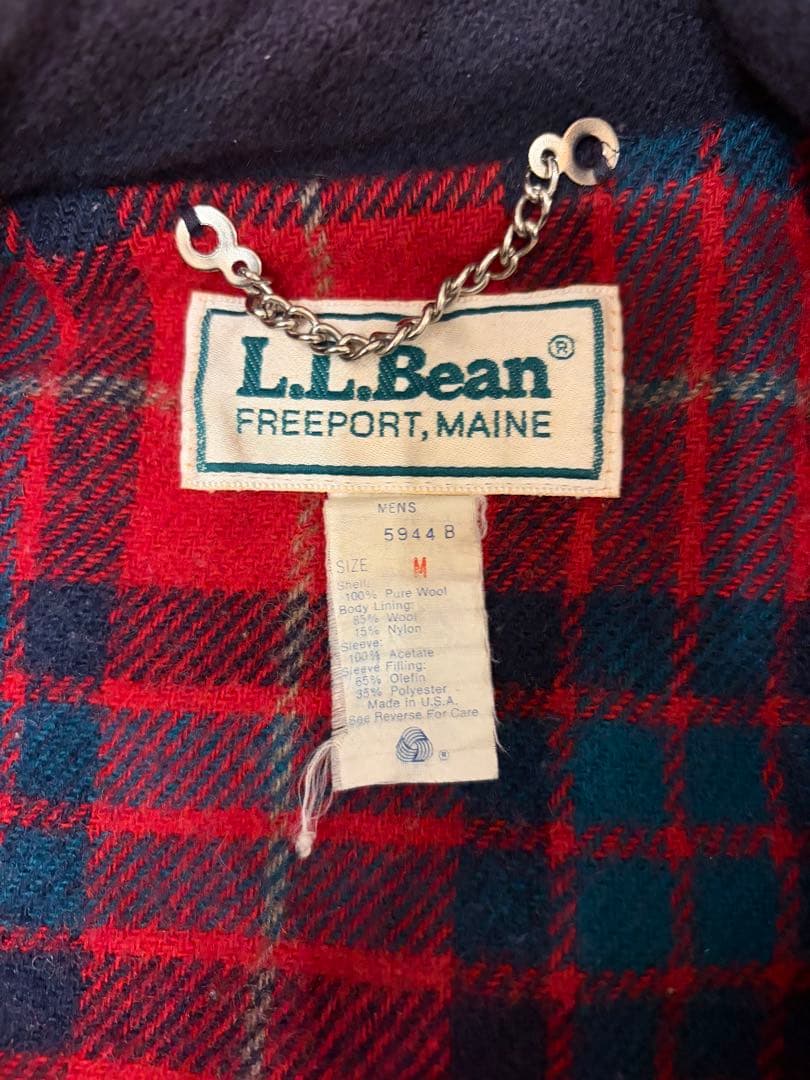 L.L.Bean®
FREEPORT, MAINE
MENS
5944 B
SIZE M
Shell:
100% Pure Wool
Body Lining:
85% Wool
15% Nylon
Sleeve:
100% Acetate
Sleeve Filling:
65% Olefin
35% Polyester
Made in U.S.A.
See Reverse For Care
®